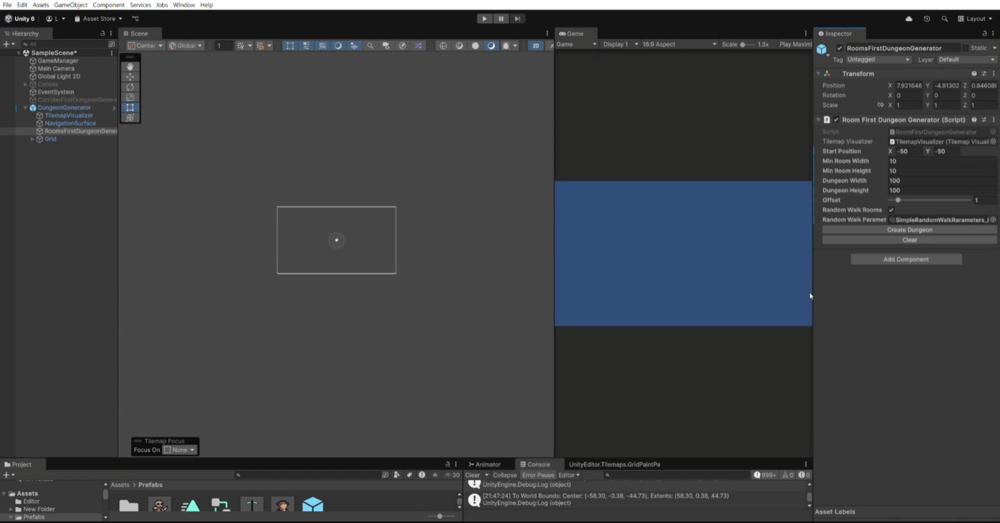 File Edit Assets GameObject Component Services Jobs Window Help
Unity 6 L Asset Store Layout
Hierarchy
All
SampleScene*
GameManager
Main Camera
Global Light 2D
Canvas
EventSystem
CorridorFirstDungeonGenera
DungeonGenerator
TilemapVisualizer
NavigationSurface
RoomsFirstDungeonGene
Grid
Scene
Center Global 1 2D
Tilemap Focus
Focus On None
Game
Game Display 1 16:9 Aspect Scale 1.3x Play Maximi
Inspector
RoomsFirstDungeonGenerator Static
Tag Untagged Layer Default
Transform
Position X 7.921646 Y -4.81302 Z 0.84608
Rotation X 0 Y 0 Z 0
Scale X 1 Y 1 Z 1
Room First Dungeon Generator (Script)
Script RoomFirstDungeonGenerator
Tilemap Visualizer TilemapVisualizer (Tilemap Visuali
Start Position X -50 Y -50
Min Room Width 10
Min Room Height 10
Dungeon Width 100
Dungeon Height 100
Offset 1
Random Walk Rooms
Random Walk Paramet SimpleRandomWalkRarameters_
Create Dungeon
Clear
Add Component
Asset Labels
Project
30
Assets
Editor
New Folder
Prefabs
Assets > Prefabs
Animator Console UnityEditor.Tilemaps.GridPaintPa
Clear Collapse Error Pause Editor 999+ 0 0
UnityEngine.Debug:Log (object)
[21:47:24] To World Bounds: Center: (-58.30, -0.38, -44.73), Extents: (58.30, 0.38, 44.73)
UnityEngine.Debug:Log (object)